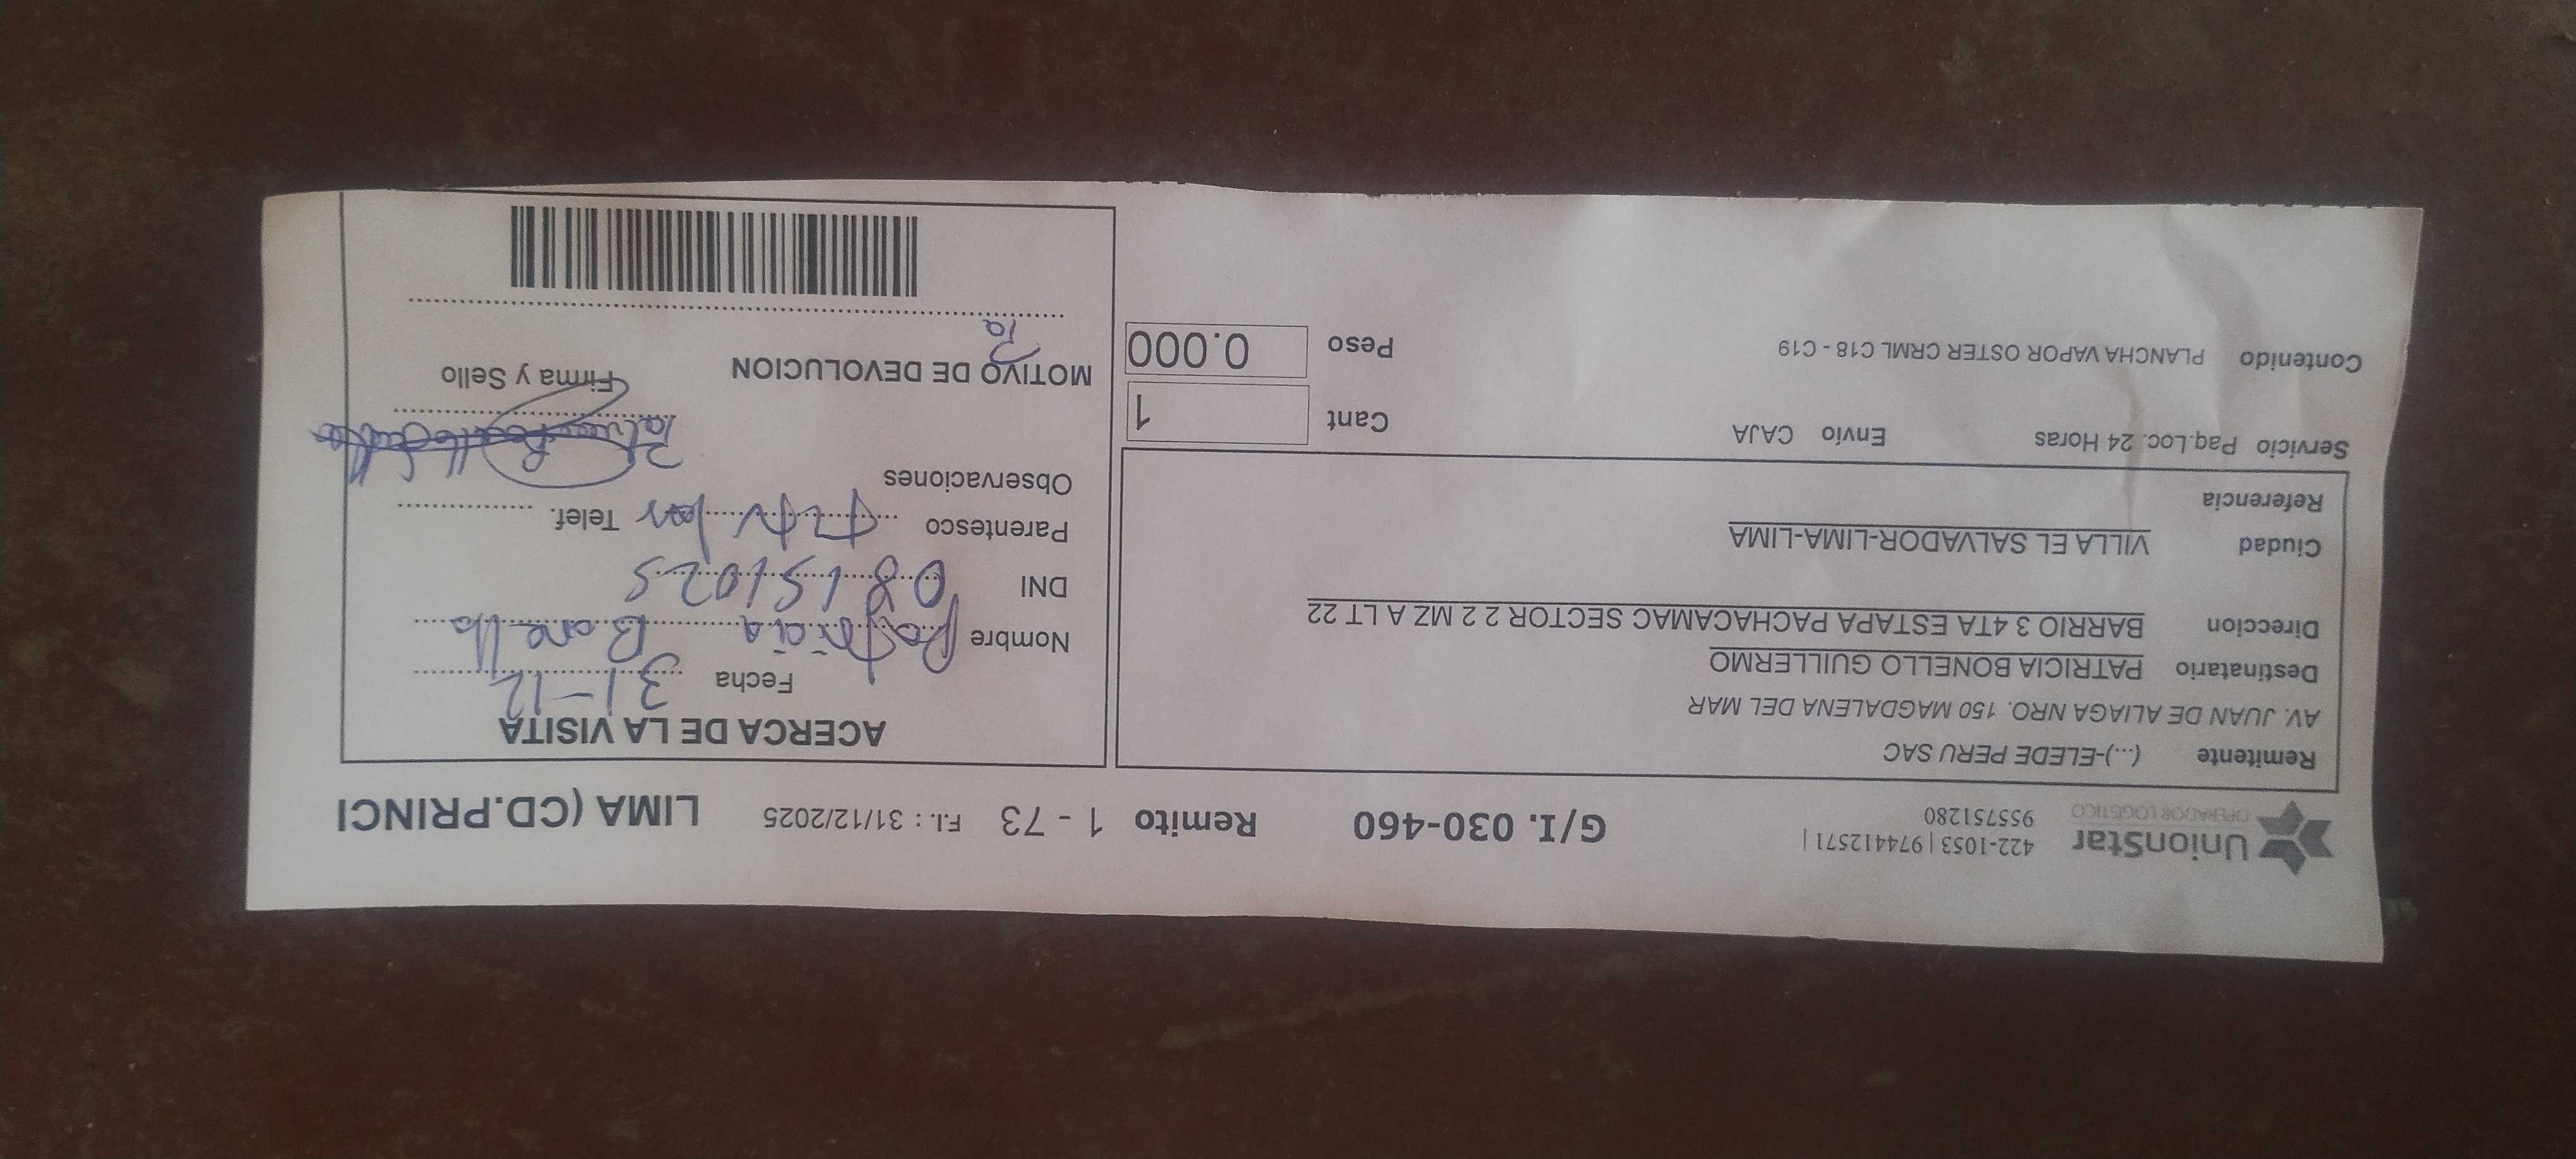 UnionStar 422-1053 | 974412571 |
OPERADOR LOGISTICO 955751280
G/I. 030-460 Remito 1 - 73 F.I. : 31/12/2025 LIMA (CD.PRINCI
Remitente (...)-ELEDE PERU SAC
AV. JUAN DE ALIAGA NRO. 150 MAGDALENA DEL MAR
Destinatario PATRICIA BONELLO GUILLERMO
Direccion BARRIO 3 4TA ESTAPA PACHACAMAC SECTOR 2 2 MZ A LT 22
Ciudad VILLA EL SALVADOR-LIMA-LIMA
Referencia
Servicio Paq.Loc. 24 Horas Envío CAJA Cant 1
Contenido PLANCHA VAPOR OSTER CRML C18 - C19 Peso 0.000
ACERCA DE LA VISITA
Fecha 31-12
Nombre Patricia Bonello
DNI 08151025
Parentesco Telef.
Observaciones
Firma y Sello
MOTIVO DE DEVOLUCION